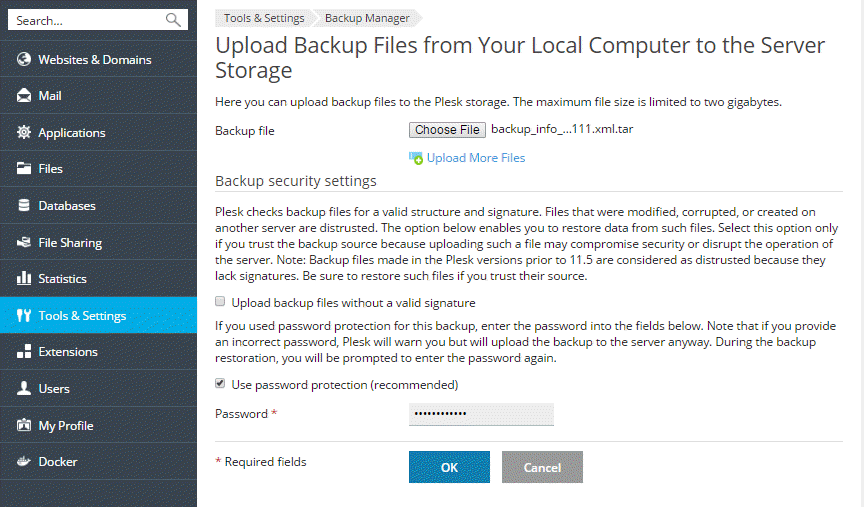 Search...
Websites & Domains
Mail
Applications
Files
Databases
File Sharing
Statistics
Tools & Settings
Extensions
Users
My Profile
Docker
Tools & Settings Backup Manager
Upload Backup Files from Your Local Computer to the Server
Storage
Here you can upload backup files to the Plesk storage. The maximum file size is limited to two gigabytes.
Backup file Choose File backup_info_...111.xml.tar
Upload More Files
Backup security settings
Plesk checks backup files for a valid structure and signature. Files that were modified, corrupted, or created on
another server are distrusted. The option below enables you to restore data from such files. Select this option only
if you trust the backup source because uploading such a file may compromise security or disrupt the operation of
the server. Note: Backup files made in the Plesk versions prior to 11.5 are considered as distrusted because they
lack signatures. Be sure to restore such files if you trust their source.
Upload backup files without a valid signature
If you used password protection for this backup, enter the password into the fields below. Note that if you provide
an incorrect password, Plesk will warn you but will upload the backup to the server anyway. During the backup
restoration, you will be prompted to enter the password again.
Use password protection (recommended)
Password * ••••••••••••
* Required fields OK Cancel